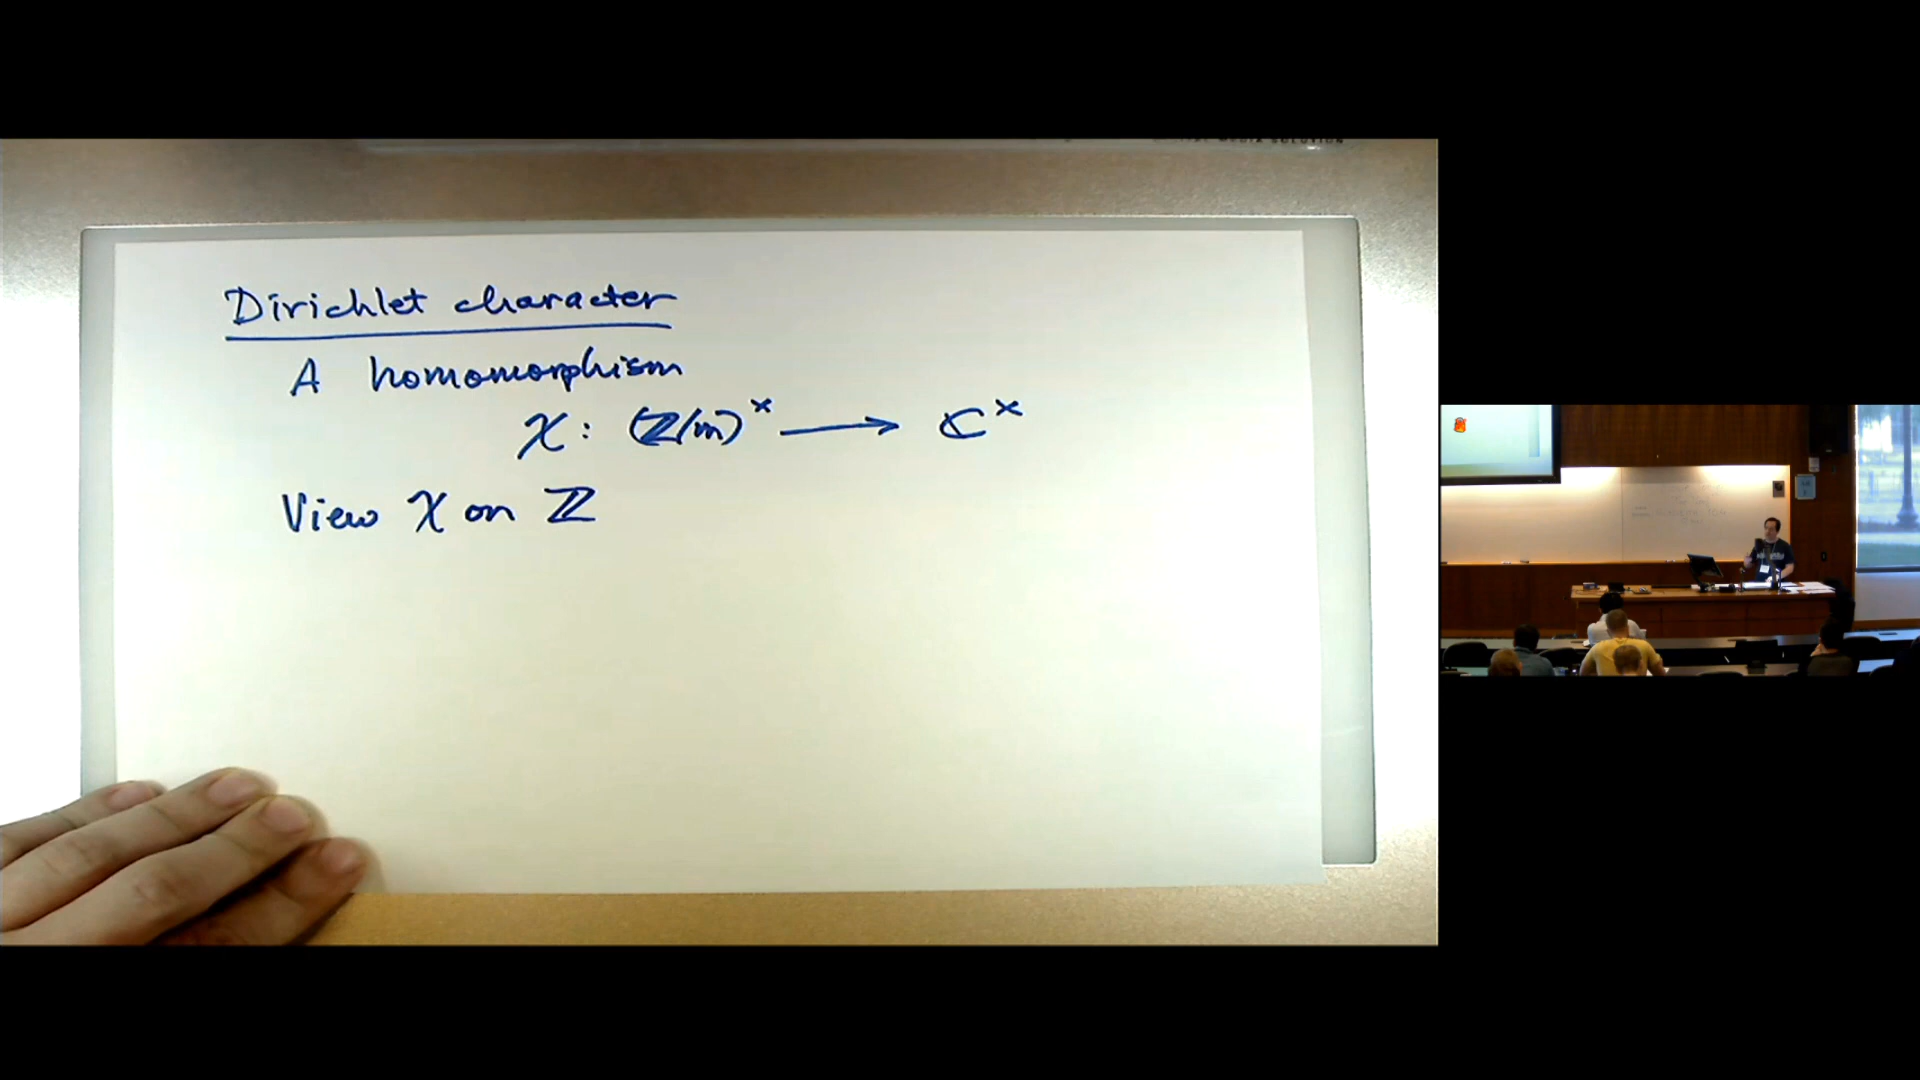 Dirichlet character
A homomorphism
χ: (ℤ/m)^× ⟶ ℂ^×
View χ on ℤ